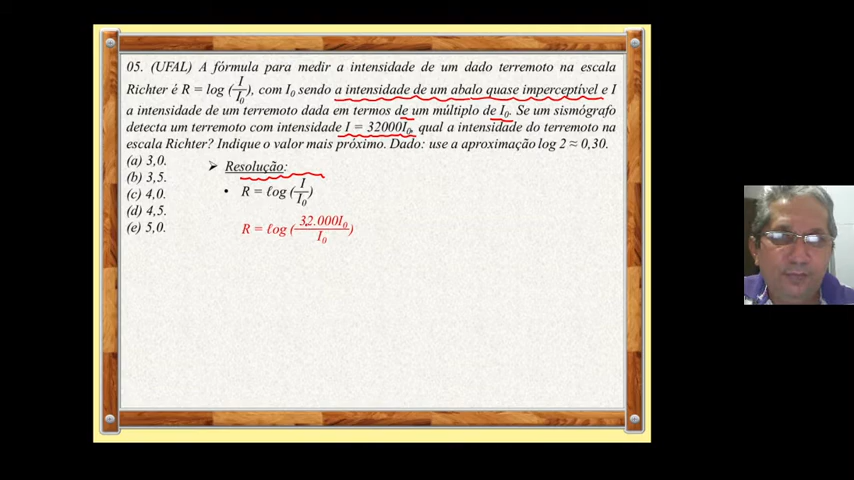 05. (UFAL) A fórmula para medir a intensidade de um dado terremoto na escala
Richter é R = log (I/I₀), com I₀ sendo a intensidade de um abalo quase imperceptível e I
a intensidade de um terremoto dada em termos de um múltiplo de I₀. Se um sismógrafo
detecta um terremoto com intensidade I = 32000I₀, qual a intensidade do terremoto na
escala Richter? Indique o valor mais próximo. Dado: use a aproximação log 2 ≈ 0,30.
(a) 3,0.
(b) 3,5.
(c) 4,0.
(d) 4,5.
(e) 5,0.
➢ Resolução:
• R = ℓog (I/I₀)
R = ℓog (32.000I₀/I₀)